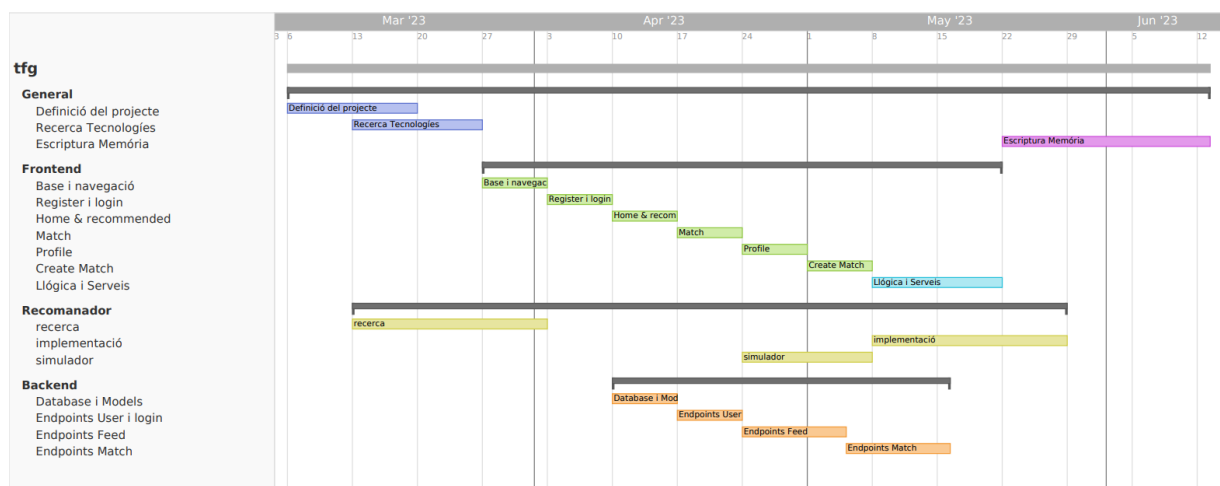 Mar '23 Apr '23 May '23 Jun '23
3 6 13 20 27 3 10 17 24 1 8 15 22 29 5 12
tfg
General
Definició del projecte Definició del projecte
Recerca Tecnologíes Recerca Tecnologíes
Escriptura Memória Escriptura Memória
Frontend
Base i navegació Base i navegac
Register i login Register i login
Home & recommended Home & recom
Match Match
Profile Profile
Create Match Create Match
Llógica i Serveis Llógica i Serveis
Recomanador
recerca recerca
implementació implementació
simulador simulador
Backend
Database i Models Database i Mod
Endpoints User i login Endpoints User
Endpoints Feed Endpoints Feed
Endpoints Match Endpoints Match